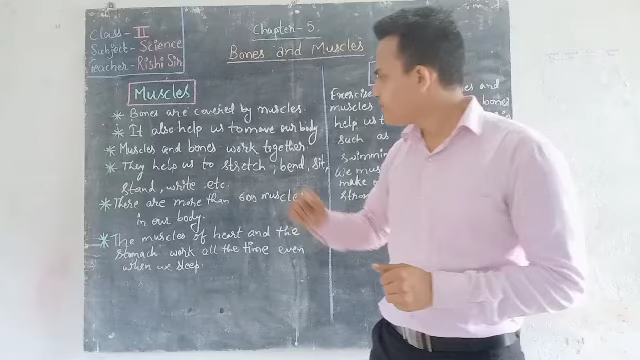 Class - II
Subject - Science
Teacher - Rishi Sir
Chapter - 5
Bones and Muscles
Muscles
* Bones are covered by muscles.
* It also help us to move our body
* Muscles and bones work together.
* They help us to stretch, bend, sit,
stand, write etc.
* There are more than 600 muscles
in our body.
* The muscles of heart and the
stomach work all the time even
when we sleep.
Exercise and
muscles bones
help us
such as
swimming
We must
make